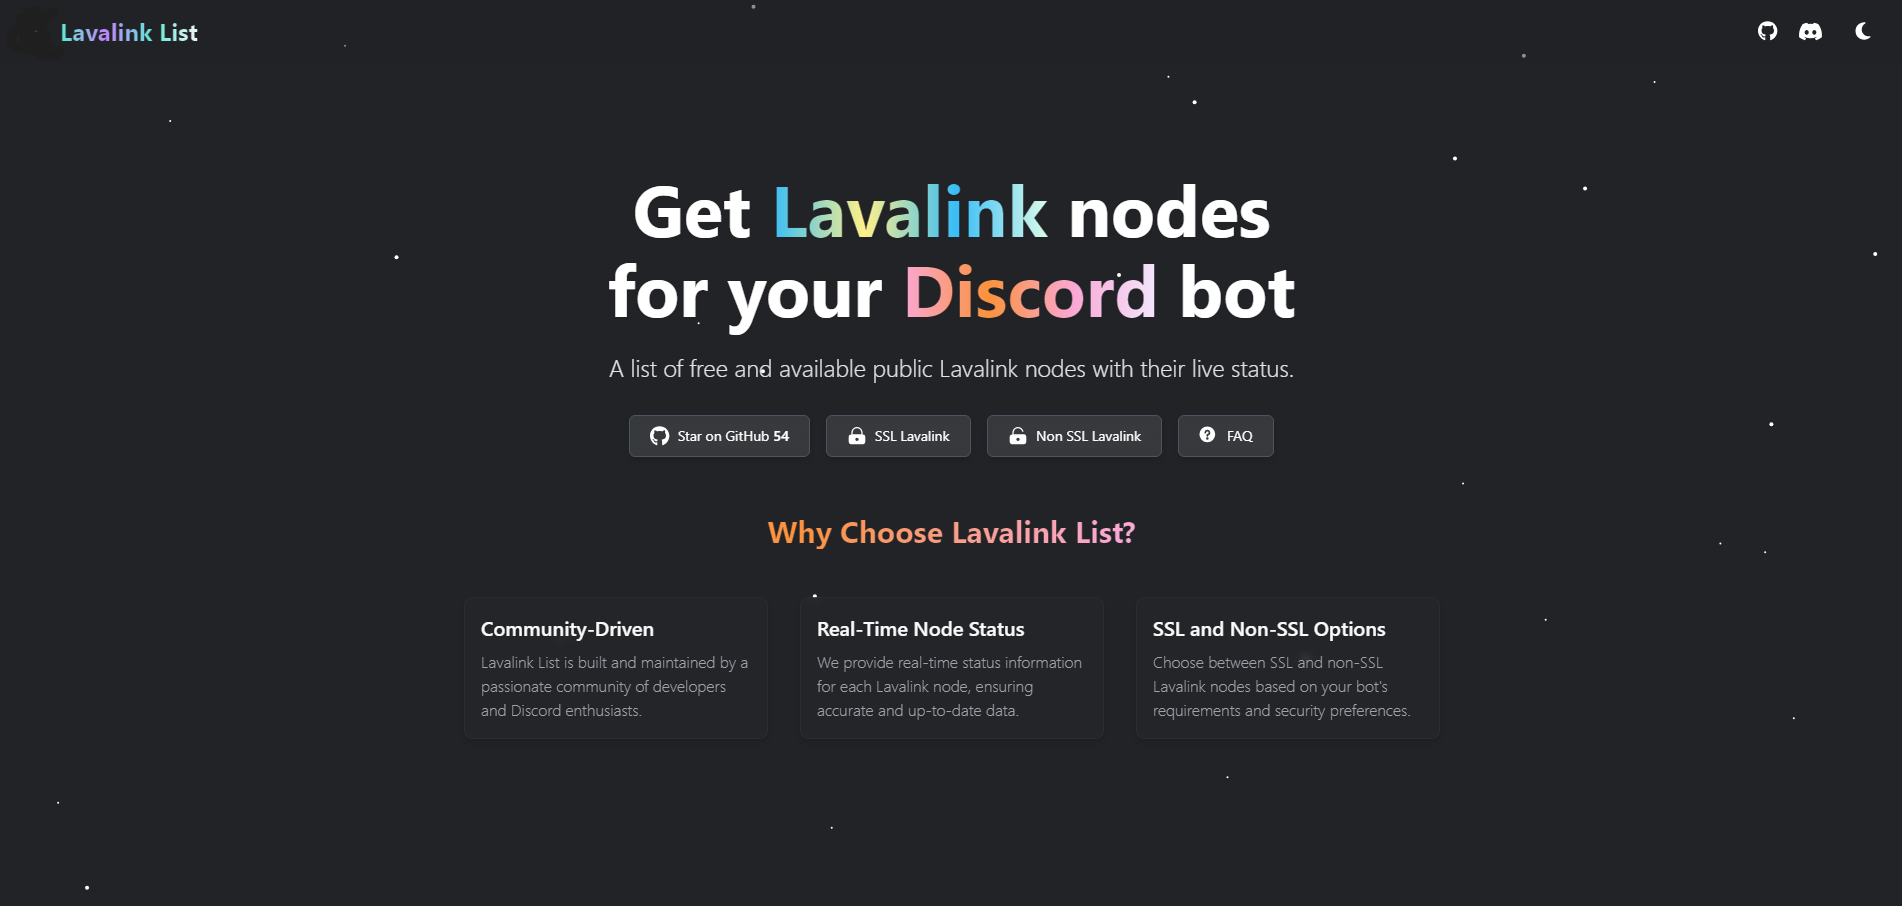 Lavalink List
Get Lavalink nodes
for your Discord bot
A list of free and available public Lavalink nodes with their live status.
Star on GitHub 54
SSL Lavalink
Non SSL Lavalink
FAQ
Why Choose Lavalink List?
Community-Driven
Lavalink List is built and maintained by a
passionate community of developers
and Discord enthusiasts.
Real-Time Node Status
We provide real-time status information
for each Lavalink node, ensuring
accurate and up-to-date data.
SSL and Non-SSL Options
Choose between SSL and non-SSL
Lavalink nodes based on your bot's
requirements and security preferences.